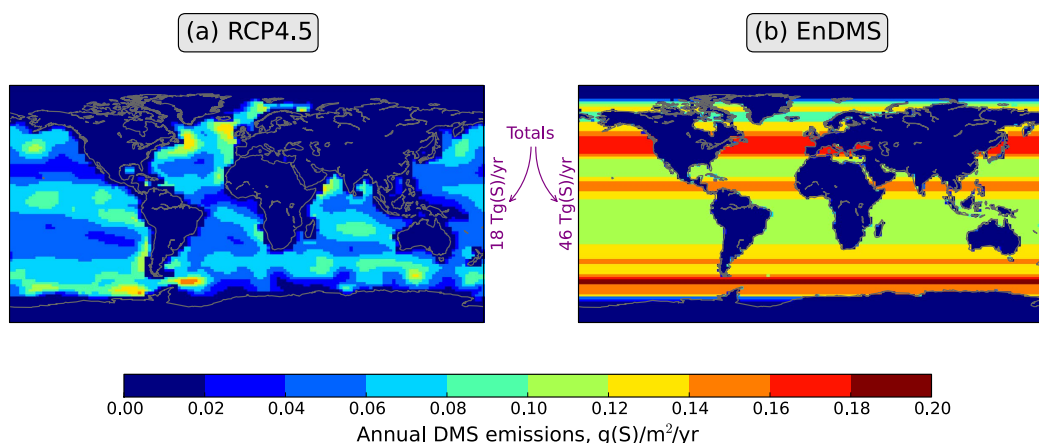 (a) RCP4.5
(b) EnDMS
Totals
18 Tg(S)/yr
46 Tg(S)/yr
0.00 0.02 0.04 0.06 0.08 0.10 0.12 0.14 0.16 0.18 0.20
Annual DMS emissions, g(S)/m²/yr